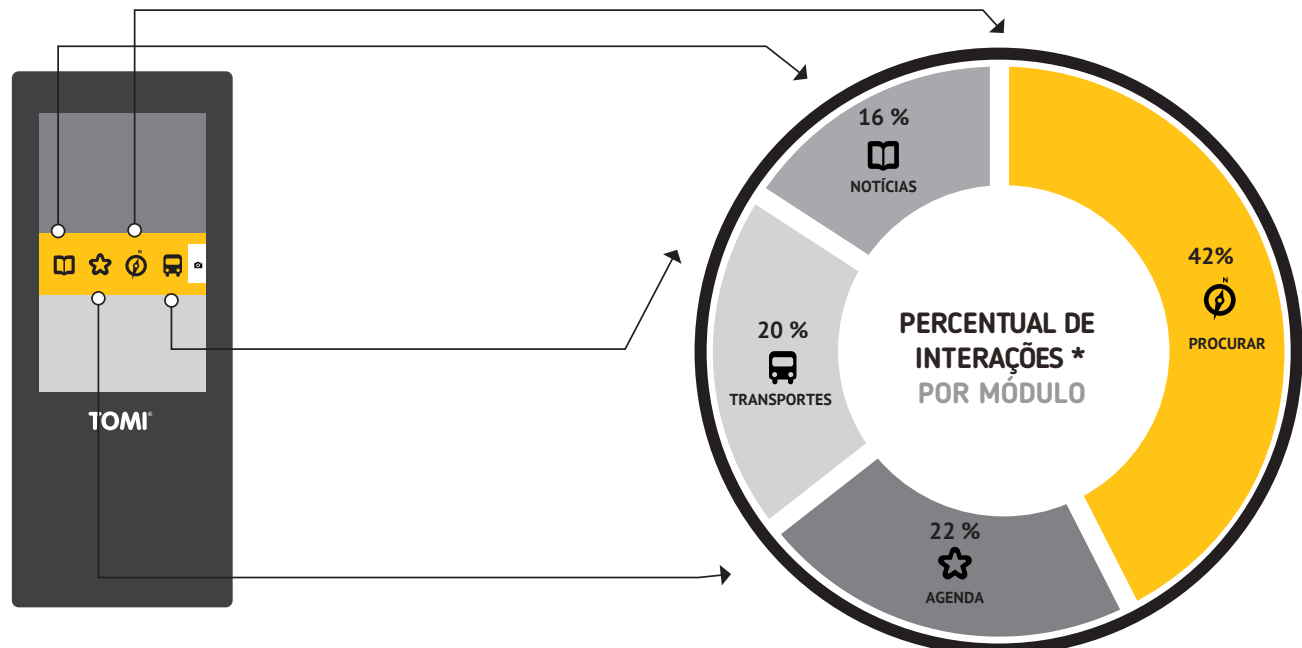 TOMI®
16 %
NOTÍCIAS
42%
N
PROCURAR
20 %
TRANSPORTES
22 %
AGENDA
PERCENTUAL DE
INTERAÇÕES *
POR MÓDULO
N